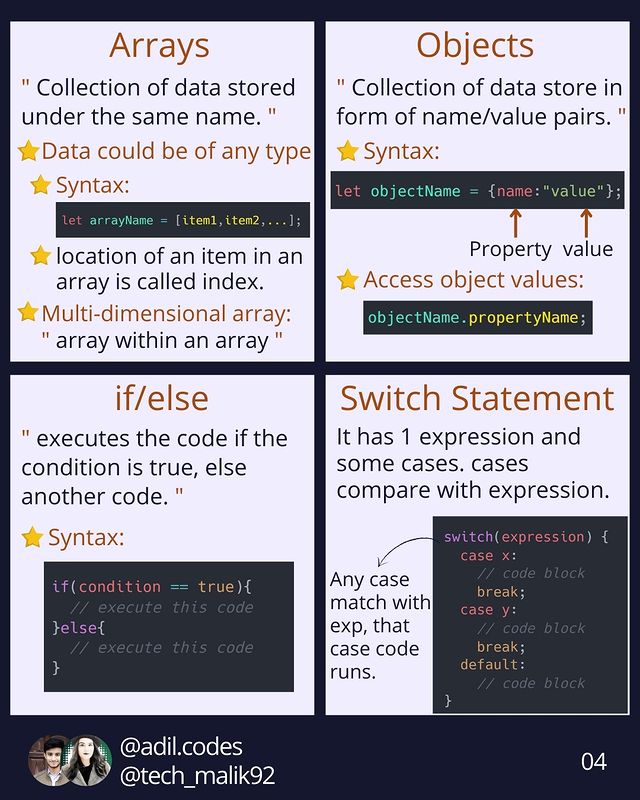 Arrays
" Collection of data stored
under the same name. "
Data could be of any type
Syntax:
let arrayName = [item1,item2,...];
location of an item in an
array is called index.
Multi-dimensional array:
" array within an array "
Objects
" Collection of data store in
form of name/value pairs. "
Syntax:
let objectName = {name:"value"};
Property value
Access object values:
objectName.propertyName;
if/else
" executes the code if the
condition is true, else
another code. "
Syntax:
if(condition == true){
// execute this code
}else{
// execute this code
}
Switch Statement
It has 1 expression and
some cases. cases
compare with expression.
Any case
match with
exp, that
case code
runs.
switch(expression) {
case x:
// code block
break;
case y:
// code block
break;
default:
// code block
}
@adil.codes
@tech_malik92
04